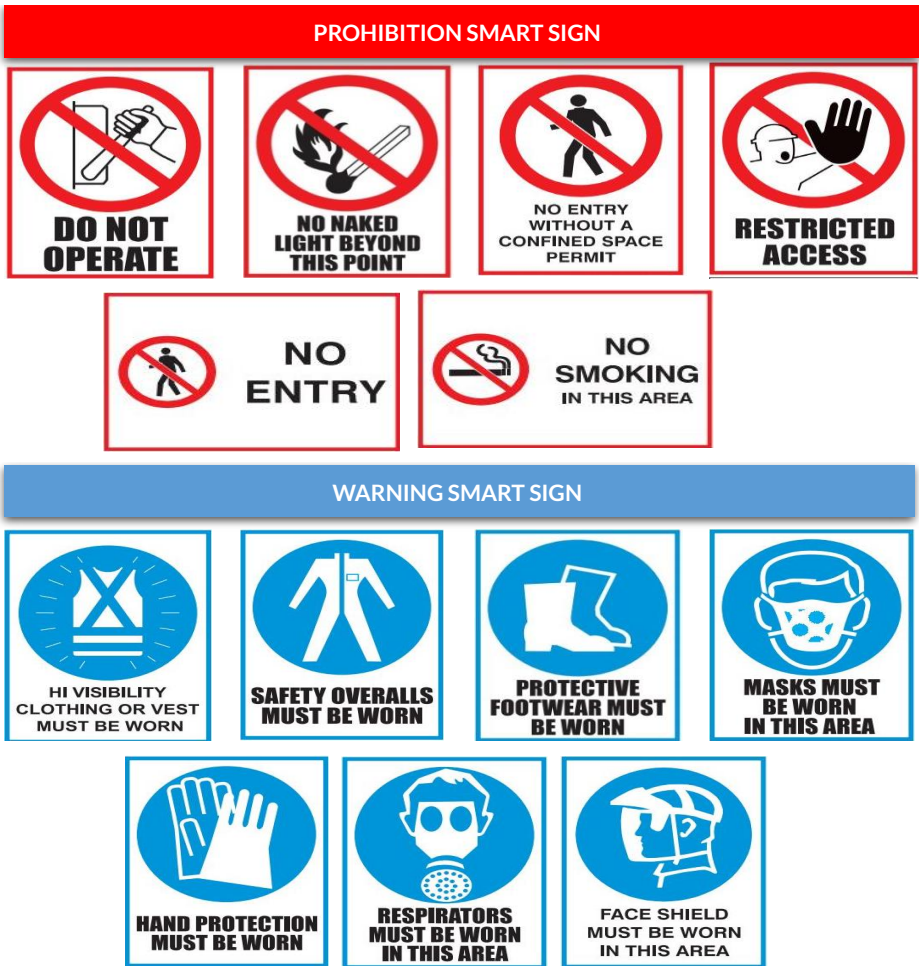 PROHIBITION SMART SIGN
DO NOT
OPERATE
NO NAKED
LIGHT BEYOND
THIS POINT
NO ENTRY
WITHOUT A
CONFINED SPACE
PERMIT
RESTRICTED
ACCESS
NO
ENTRY
NO
SMOKING
IN THIS AREA
WARNING SMART SIGN
HI VISIBILITY
CLOTHING OR VEST
MUST BE WORN
SAFETY OVERALLS
MUST BE WORN
PROTECTIVE
FOOTWEAR MUST
BE WORN
MASKS MUST
BE WORN
IN THIS AREA
HAND PROTECTION
MUST BE WORN
RESPIRATORS
MUST BE WORN
IN THIS AREA
FACE SHIELD
MUST BE WORN
IN THIS AREA